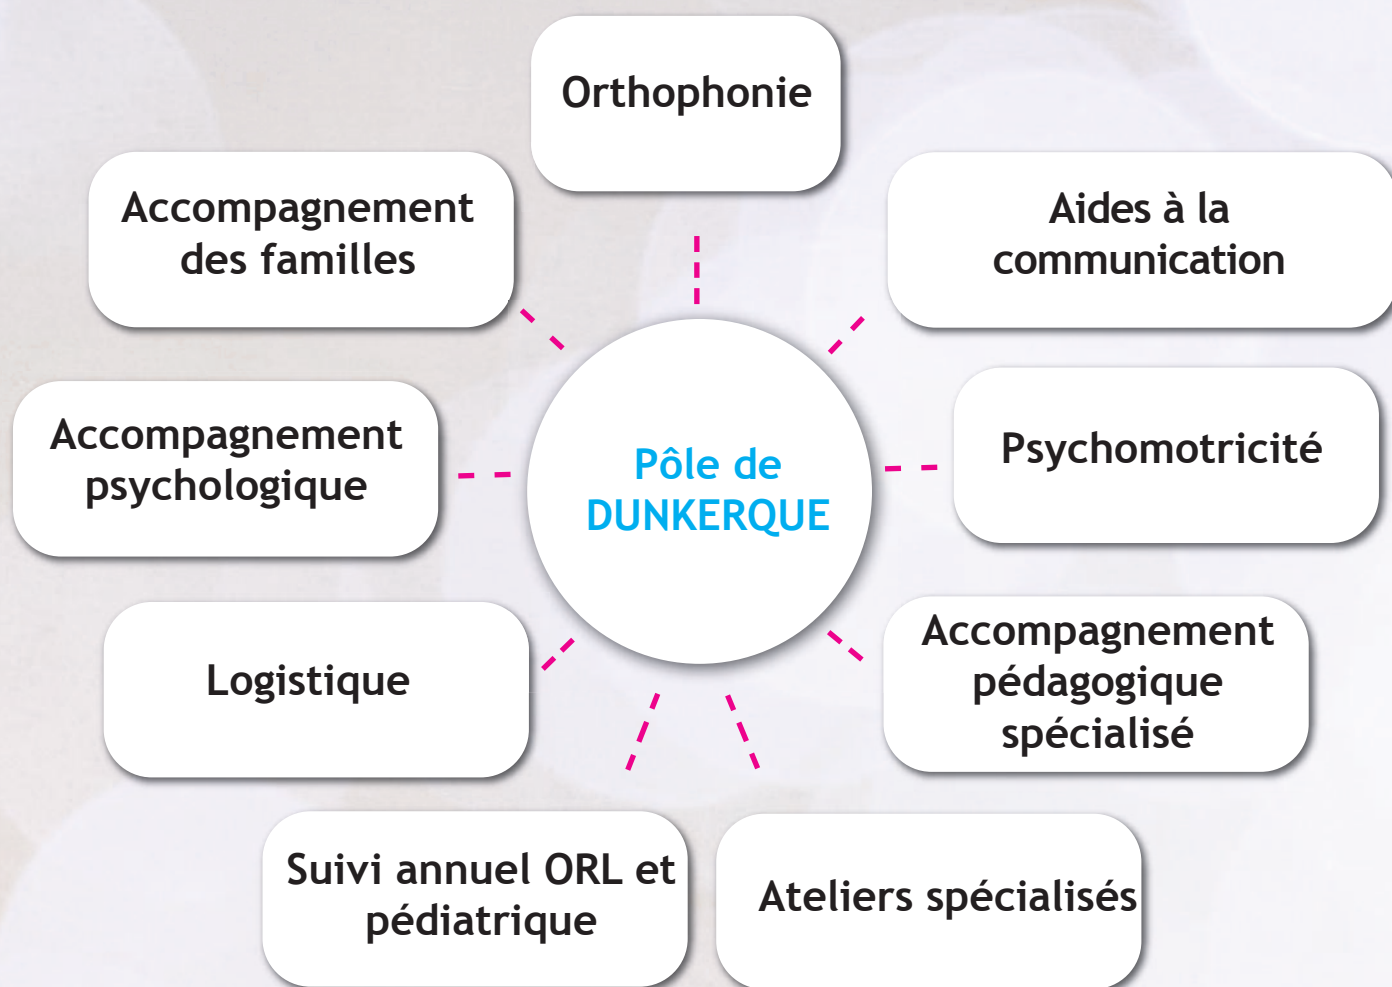 Orthophonie
Accompagnement
des familles
Aides à la
communication
Accompagnement
psychologique
Pôle de
DUNKERQUE
Psychomotricité
Logistique
Accompagnement
pédagogique
spécialisé
Suivi annuel ORL et
pédiatrique
Ateliers spécialisés